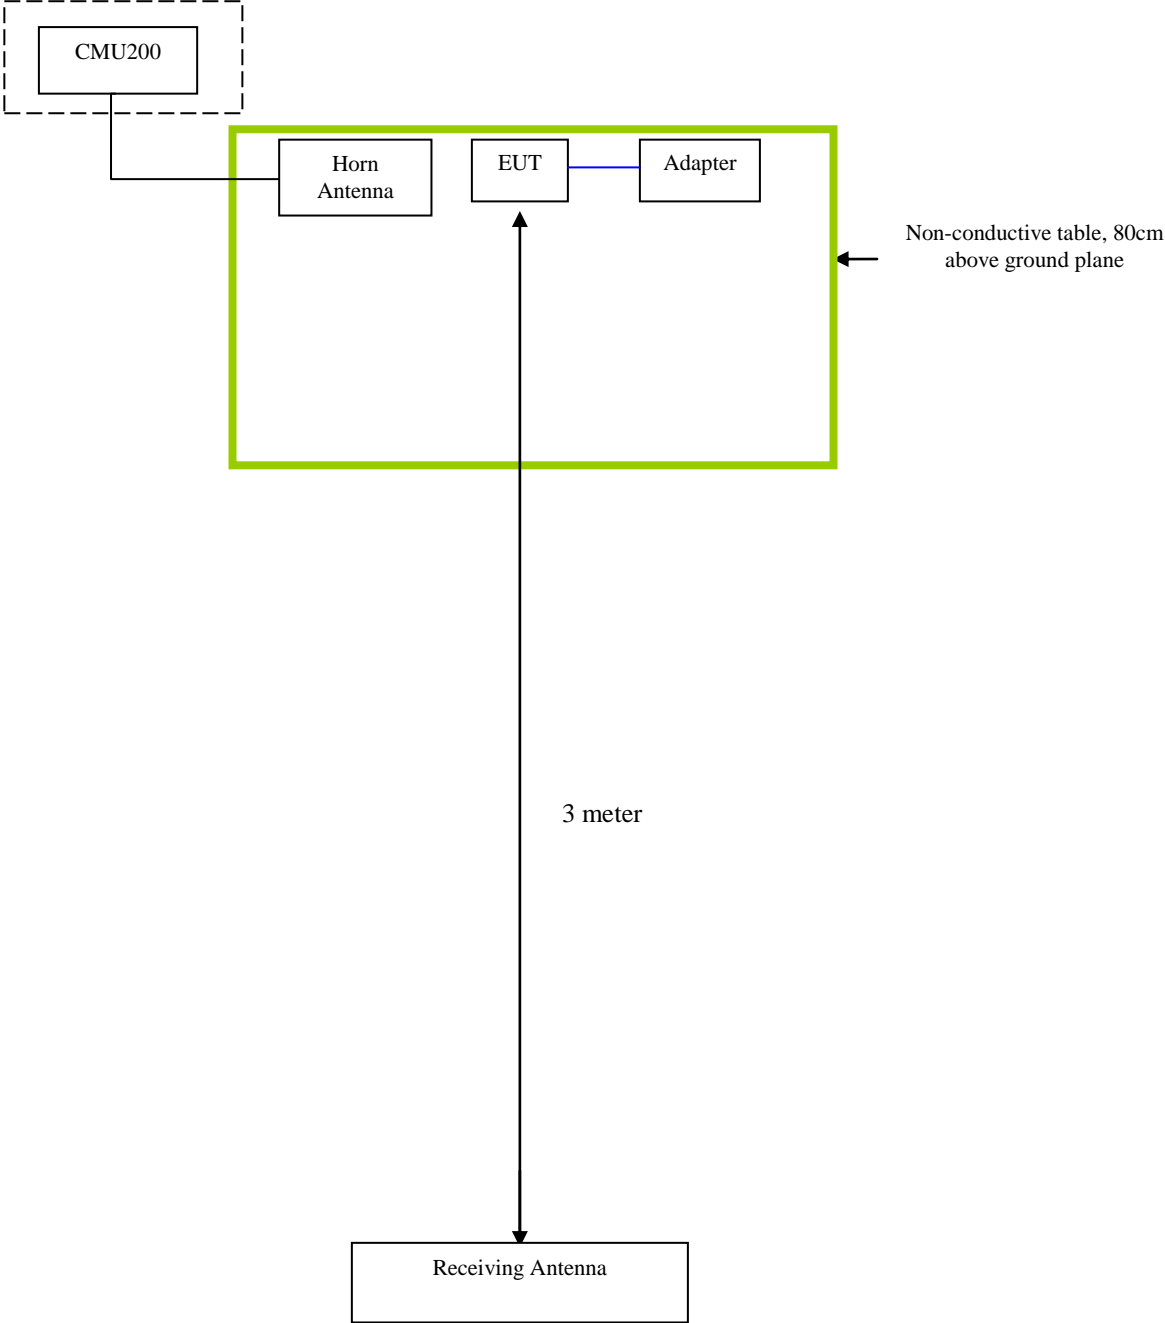 CMU200
Horn
Antenna
EUT
Adapter
Non-conductive table, 80cm
above ground plane
3 meter
Receiving Antenna